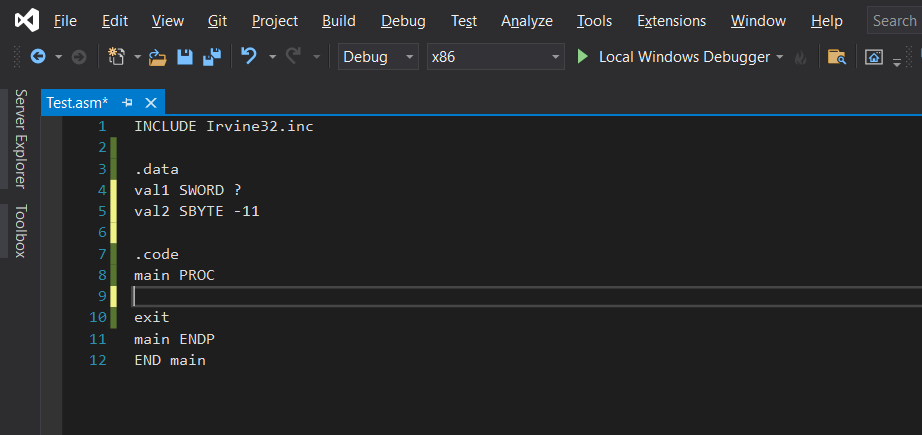 File Edit View Git Project Build Debug Test Analyze Tools Extensions Window Help Search
Debug x86 Local Windows Debugger
Server Explorer
Toolbox
Test.asm*
1 INCLUDE Irvine32.inc
2
3 .data
4 val1 SWORD ?
5 val2 SBYTE -11
6
7 .code
8 main PROC
9
10 exit
11 main ENDP
12 END main